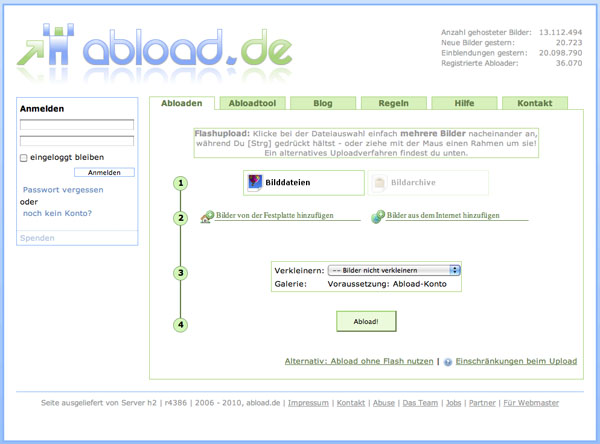 abload.de
Anzahl gehosteter Bilder: 13.112.494
Neue Bilder gestern: 20.723
Einblendungen gestern: 20.098.790
Registrierte Abloader: 36.070
Anmelden
eingeloggt bleiben
Anmelden
Passwort vergessen
oder
noch kein Konto?
Spenden
Abloaden
Abloadtool
Blog
Regeln
Hilfe
Kontakt
Flashupload: Klicke bei der Dateiauswahl einfach mehrere Bilder nacheinander an,
während Du [Strg] gedrückt hältst - oder ziehe mit der Maus einen Rahmen um sie!
Ein alternatives Uploadverfahren findest du unten.
1
Bilddateien
Bildarchive
2
Bilder von der Festplatte hinzufügen
Bilder aus dem Internet hinzufügen
3
Verkleinern: -- Bilder nicht verkleinern
Galerie: Voraussetzung: Abload-Konto
4
Abload!
Alternativ: Abload ohne Flash nutzen | Einschränkungen beim Upload
Seite ausgeliefert von Server h2 | r4386 | 2006 - 2010, abload.de | Impressum | Kontakt | Abuse | Das Team | Jobs | Partner | Für Webmaster